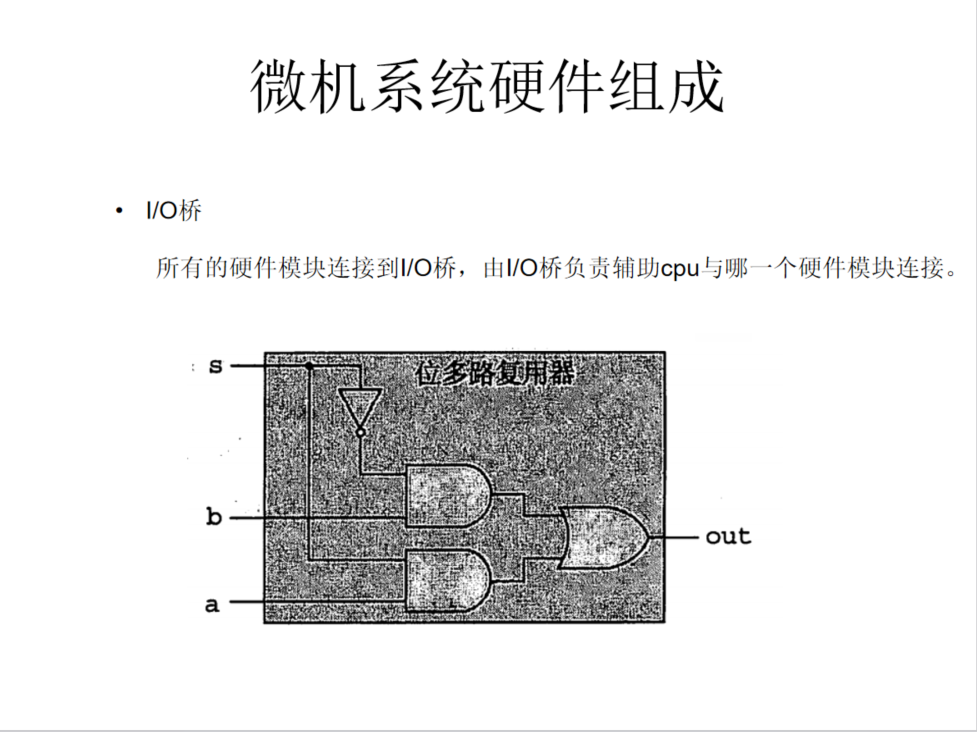 微机系统硬件组成
• I/O桥
所有的硬件模块连接到I/O桥，由I/O桥负责辅助cpu与哪一个硬件模块连接。
位多路复用器
s
b
out
a